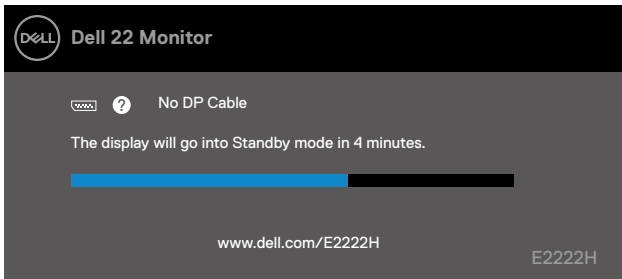 DELL Dell 22 Monitor
? No DP Cable
The display will go into Standby mode in 4 minutes.
www.dell.com/E2222H
E2222H